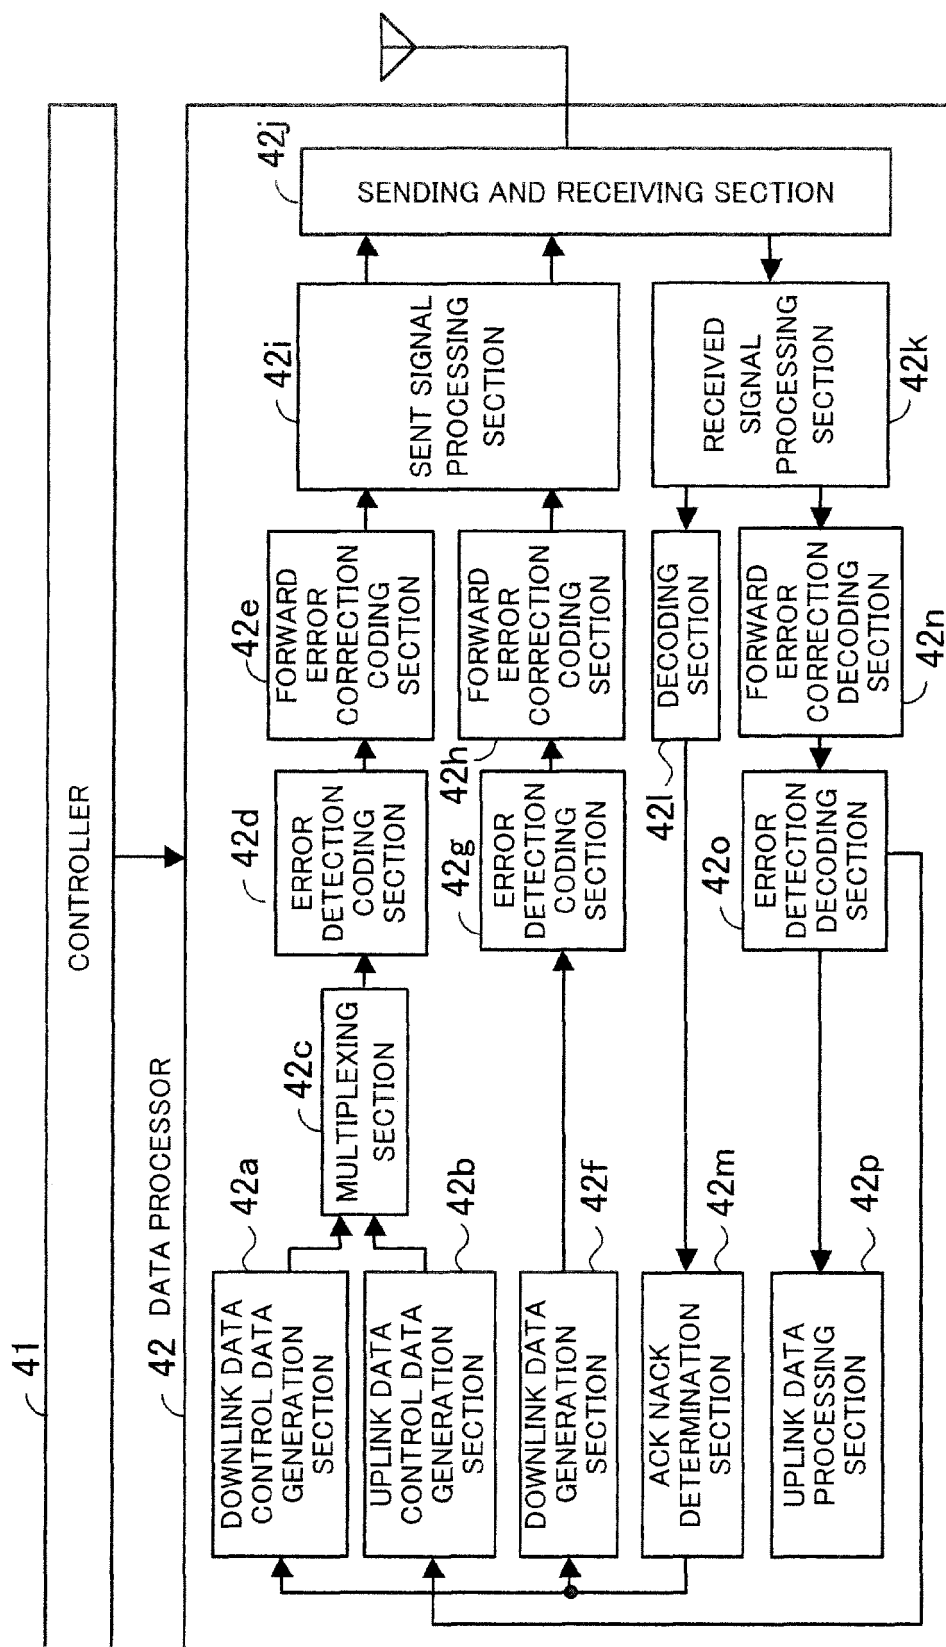 41
CONTROLLER
42 DATA PROCESSOR
42a
DOWNLINK DATA
CONTROL DATA
GENERATION
SECTION
42b
UPLINK DATA
CONTROL DATA
GENERATION
SECTION
42c
MULTIPLEXING
SECTION
42d
ERROR
DETECTION
CODING
SECTION
42e
FORWARD
ERROR
CORRECTION
CODING
SECTION
42f
DOWNLINK DATA
GENERATION
SECTION
42g
ERROR
DETECTION
CODING
SECTION
42h
FORWARD
ERROR
CORRECTION
CODING
SECTION
42i
SENT SIGNAL
PROCESSING
SECTION
42j
SENDING AND RECEIVING SECTION
42k
RECEIVED
SIGNAL
PROCESSING
SECTION
42l
DECODING
SECTION
42m
ACK NACK
DETERMINATION
SECTION
42n
FORWARD
ERROR
CORRECTION
DECODING
SECTION
42o
ERROR
DETECTION
DECODING
SECTION
42p
UPLINK DATA
PROCESSING
SECTION